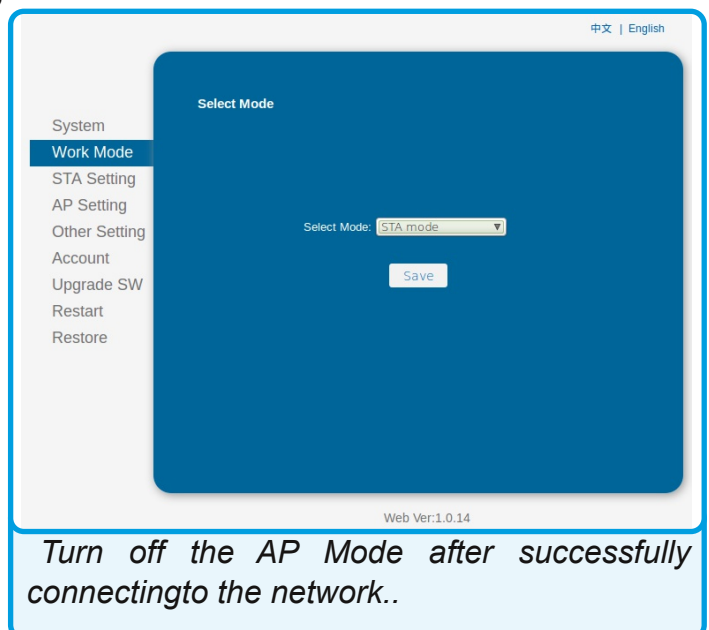 中文 | English
Select Mode
System
Work Mode
STA Setting
AP Setting
Other Setting
Account
Upgrade SW
Restart
Restore
Select Mode: STA mode
Save
Web Ver:1.0.14
Turn off the AP Mode after successfully
connectingto the network..